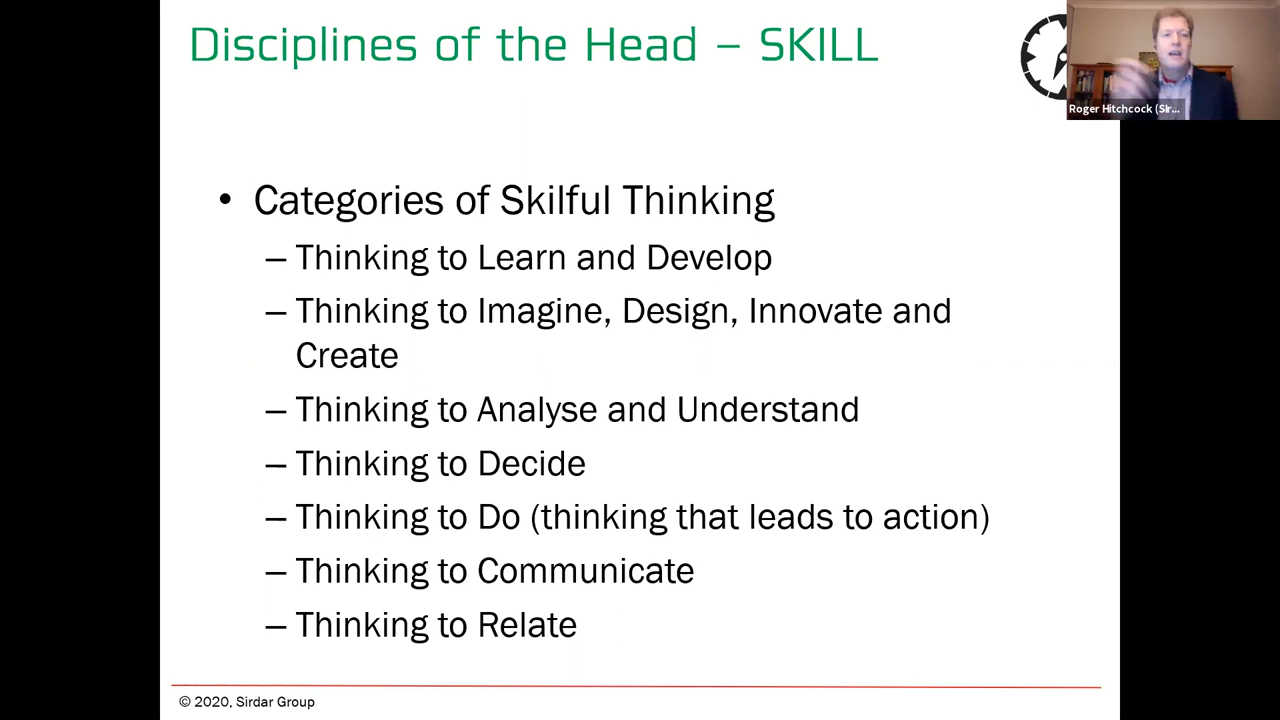 Disciplines of the Head – SKILL
Roger Hitchcock (Sir...
• Categories of Skilful Thinking
– Thinking to Learn and Develop
– Thinking to Imagine, Design, Innovate and
Create
– Thinking to Analyse and Understand
– Thinking to Decide
– Thinking to Do (thinking that leads to action)
– Thinking to Communicate
– Thinking to Relate
© 2020, Sirdar Group